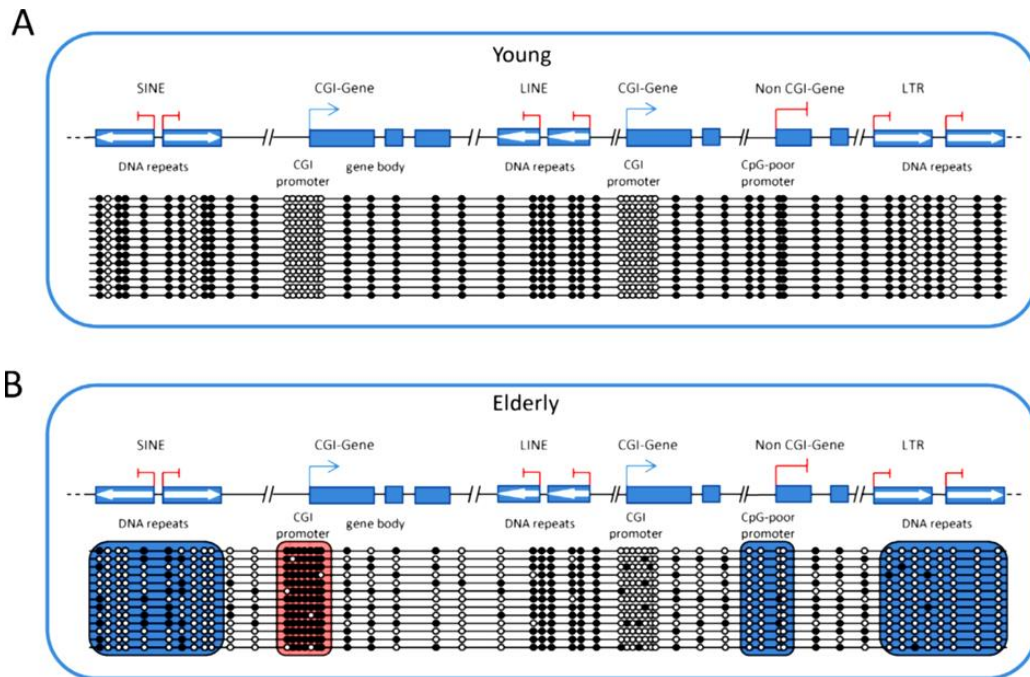 A
Young
SINE CGI-Gene LINE CGI-Gene Non CGI-Gene LTR
DNA repeats CGI promoter gene body DNA repeats CGI promoter CpG-poor promoter DNA repeats
B
Elderly
SINE CGI-Gene LINE CGI-Gene Non CGI-Gene LTR
DNA repeats CGI promoter gene body DNA repeats CGI promoter CpG-poor promoter DNA repeats